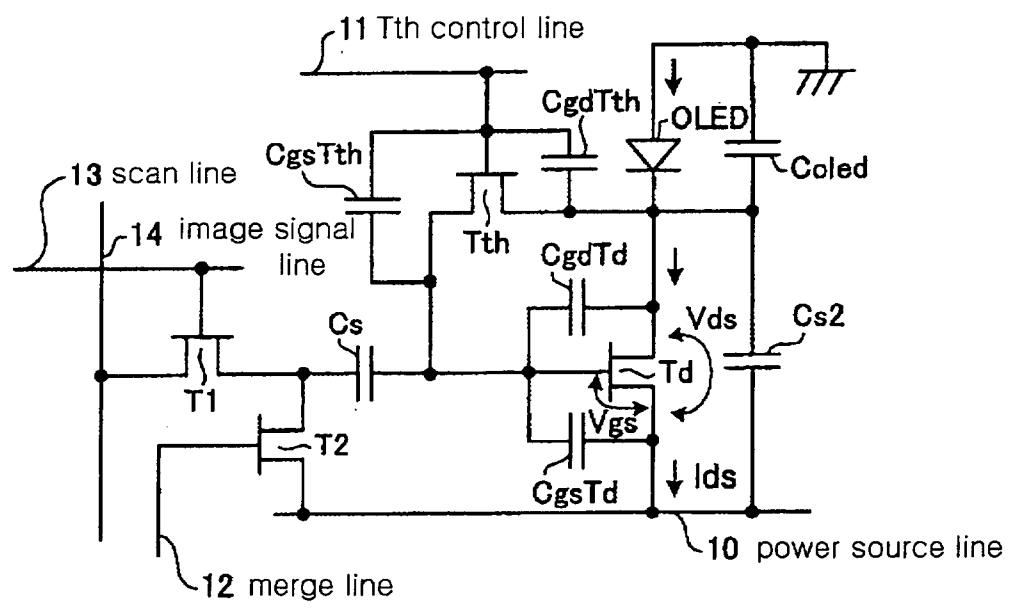 11 Tth control line
CgdTth
OLED
CgsTth
Coled
13 scan line
Tth
14 image signal
line
CgdTd
Vds
Cs2
Cs
Td
T1
Vgs
T2
CgsTd
Ids
10 power source line
12 merge line